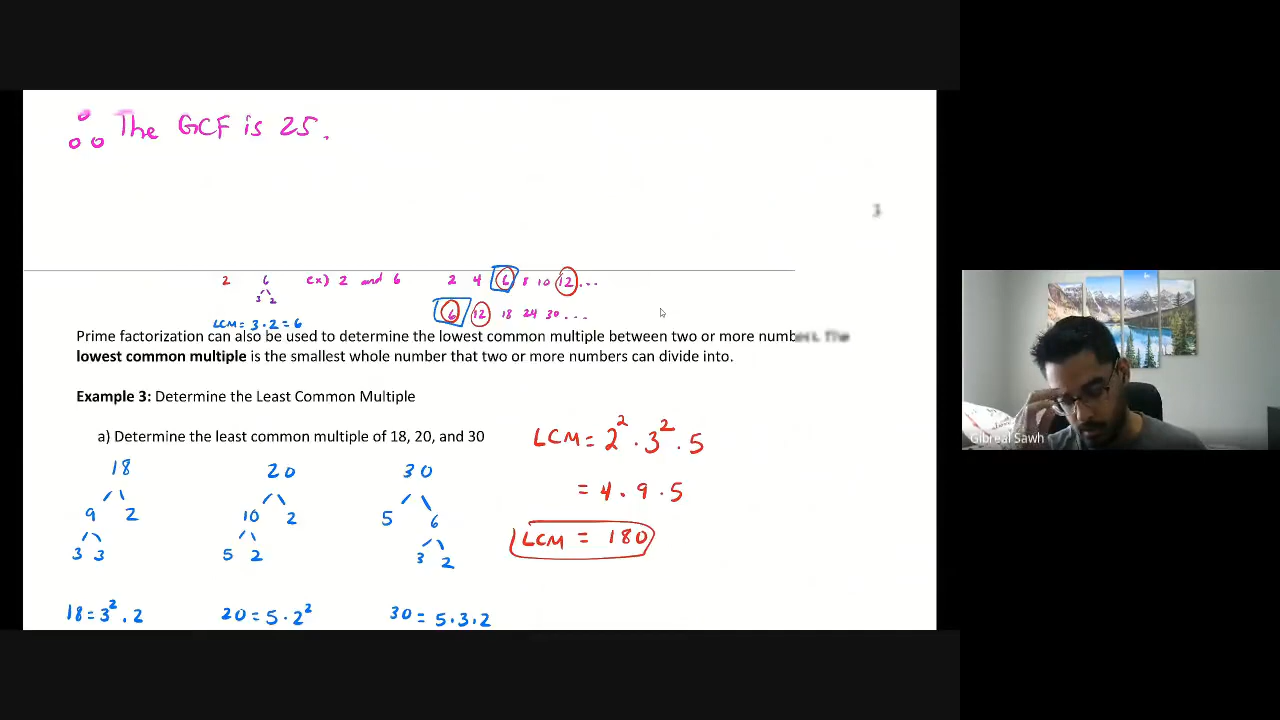 ∴ The GCF is 25.
3
2 6 ex) 2 and 6 2 4 6 8 10 12 ...
3 2
6 12 18 24 30 ...
LCM = 3 · 2 = 6
Prime factorization can also be used to determine the lowest common multiple between two or more numbers. The
lowest common multiple is the smallest whole number that two or more numbers can divide into.
Example 3: Determine the Least Common Multiple
a) Determine the least common multiple of 18, 20, and 30
LCM = 2² · 3² · 5
18 20 30
= 4 · 9 · 5
9 2 10 2 5 6
LCM = 180
3 3 5 2 3 2
18 = 3² · 2 20 = 5 · 2² 30 = 5 · 3 · 2
Gibreal Sawh